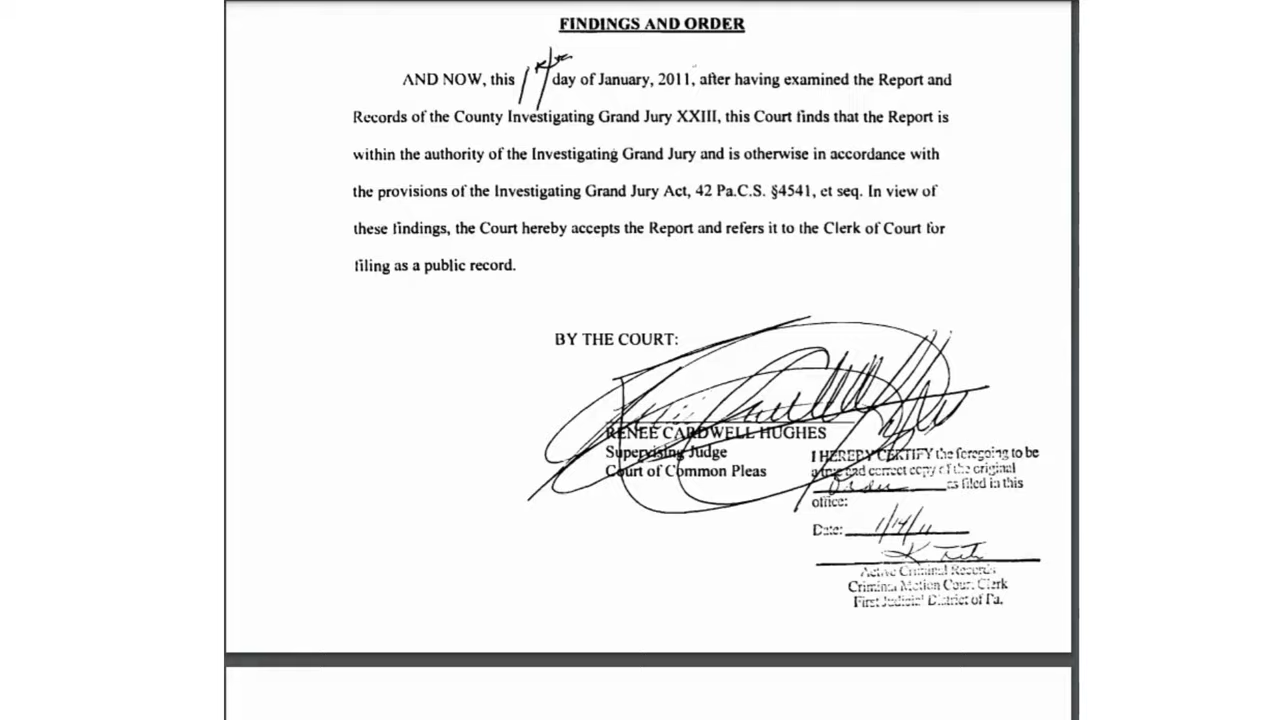 FINDINGS AND ORDER
AND NOW, this 14th day of January, 2011, after having examined the Report and
Records of the County Investigating Grand Jury XXIII, this Court finds that the Report is
within the authority of the Investigating Grand Jury and is otherwise in accordance with
the provisions of the Investigating Grand Jury Act, 42 Pa.C.S. §4541, et seq. In view of
these findings, the Court hereby accepts the Report and refers it to the Clerk of Court for
filing as a public record.
BY THE COURT:
RENEE CARDWELL HUGHES
Supervising Judge
Court of Common Pleas
I HEREBY CERTIFY the foregoing to be
a true and correct copy of the original
Order as filed in this
office:
Date: 1/14/11
Active Criminal Records
Criminal Motion Court Clerk
First Judicial District of Pa.